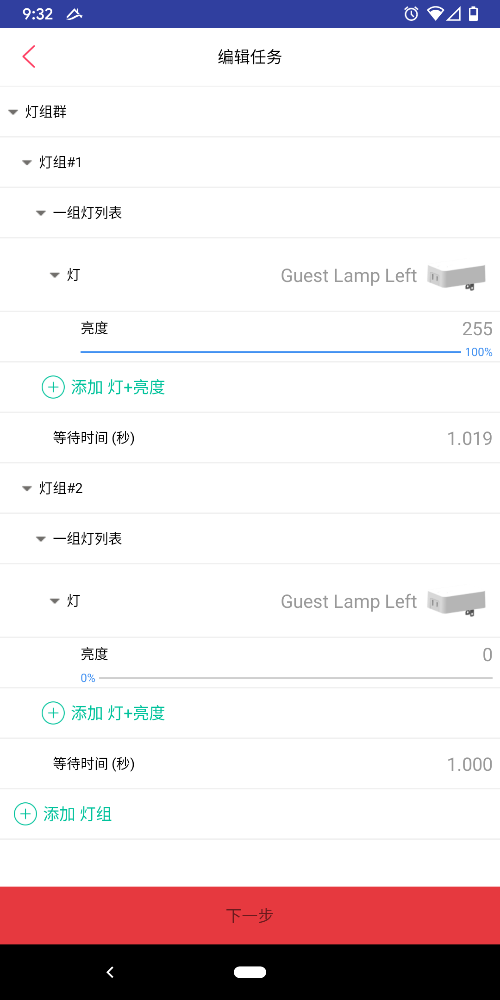 9:32
编辑任务
灯组群
灯组#1
一组灯列表
灯 Guest Lamp Left
亮度 255
100%
添加 灯+亮度
等待时间 (秒) 1.019
灯组#2
一组灯列表
灯 Guest Lamp Left
亮度 0
0%
添加 灯+亮度
等待时间 (秒) 1.000
添加 灯组
下一步